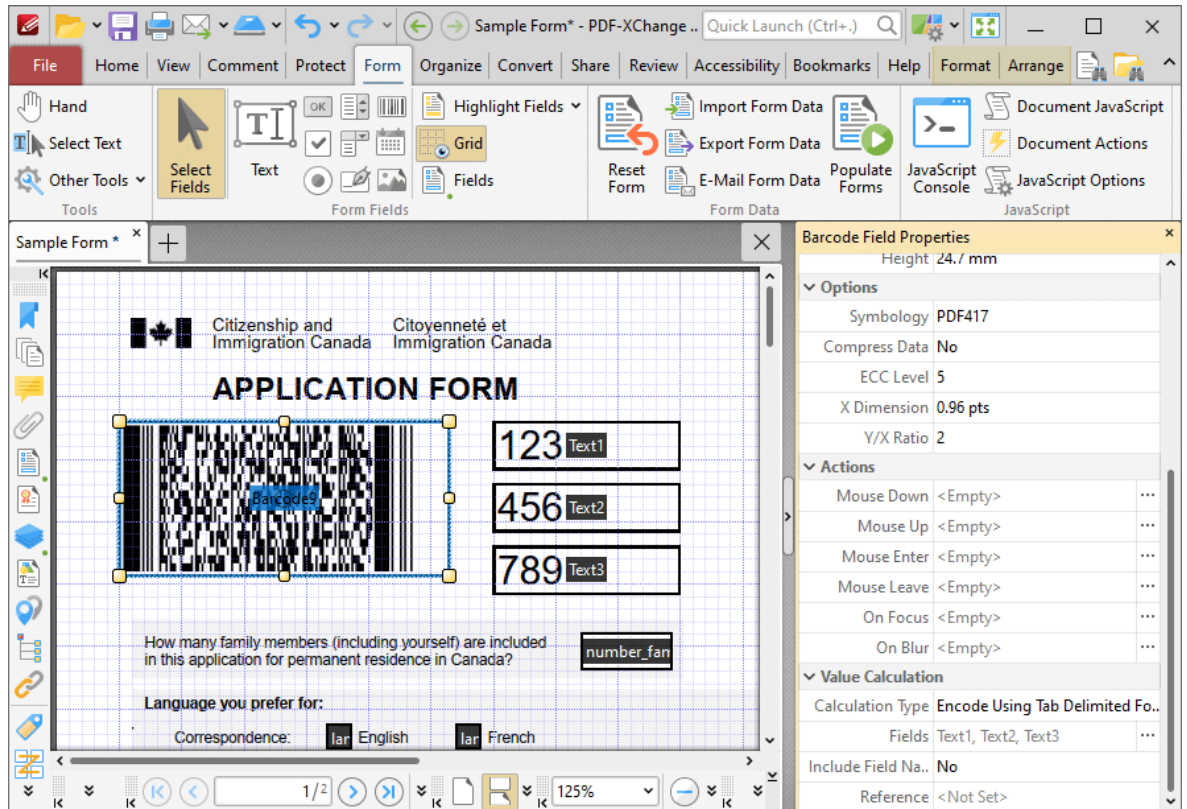 Sample Form* - PDF-XChange ..
Quick Launch (Ctrl+.)
File Home View Comment Protect Form Organize Convert Share Review Accessibility Bookmarks Help Format Arrange
Hand
Select Text
Other Tools
Tools
Select Fields
Text
OK
Highlight Fields
Grid
Fields
Form Fields
Reset Form
Import Form Data
Export Form Data
E-Mail Form Data
Populate Forms
Form Data
JavaScript Console
Document JavaScript
Document Actions
JavaScript Options
JavaScript
Sample Form *
Citizenship and Immigration Canada
Citoyenneté et Immigration Canada
APPLICATION FORM
Barcode9
123 Text1
456 Text2
789 Text3
How many family members (including yourself) are included
in this application for permanent residence in Canada?
number_fam
Language you prefer for:
Correspondence: lar English lar French
1/2
125%
Barcode Field Properties
Height 24.7 mm
Options
Symbology PDF417
Compress Data No
ECC Level 5
X Dimension 0.96 pts
Y/X Ratio 2
Actions
Mouse Down <Empty> ...
Mouse Up <Empty> ...
Mouse Enter <Empty> ...
Mouse Leave <Empty> ...
On Focus <Empty> ...
On Blur <Empty> ...
Value Calculation
Calculation Type Encode Using Tab Delimited Fo..
Fields Text1, Text2, Text3 ...
Include Field Na.. No
Reference <Not Set>